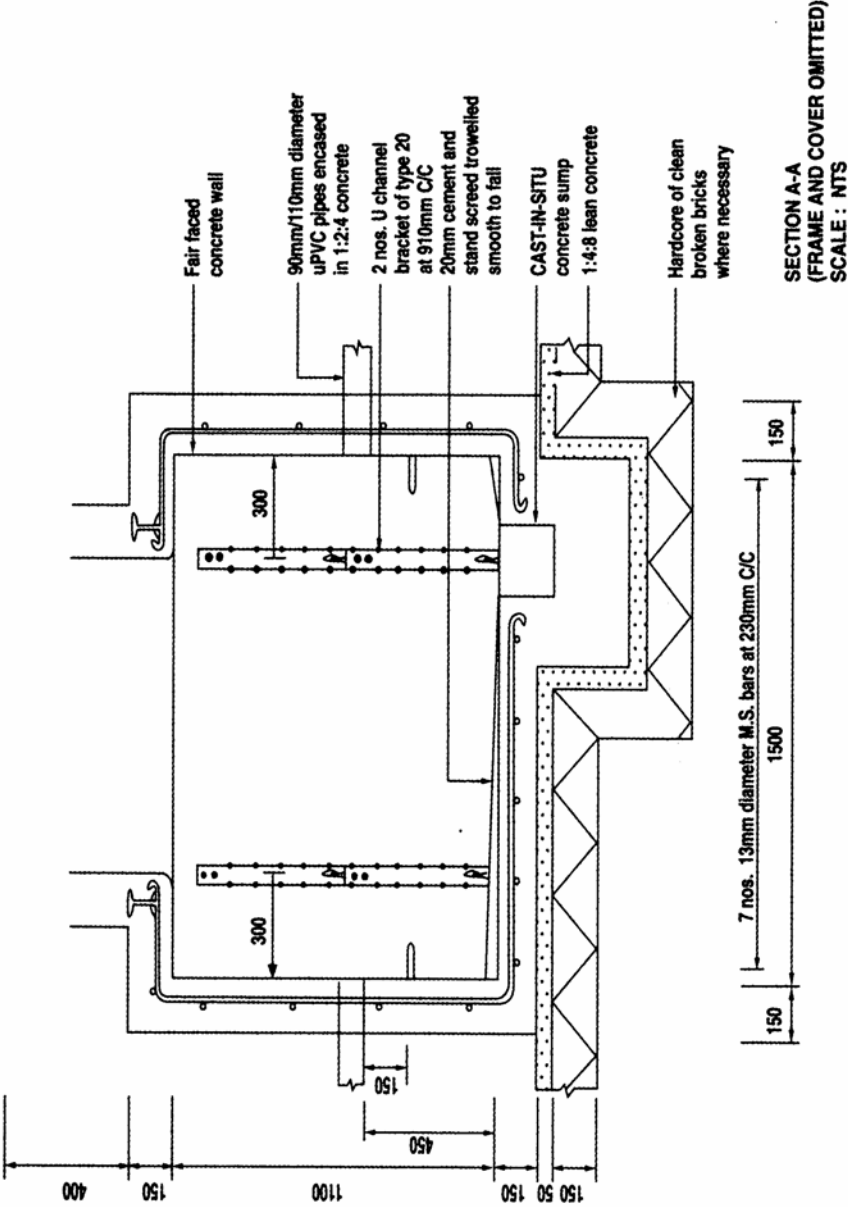 Fair faced
concrete wall
90mm/110mm diameter
uPVC pipes encased
in 1:2:4 concrete
2 nos. U channel
bracket of type 20
at 910mm C/C
20mm cement and
stand screed trowelled
smooth to fall
CAST-IN-SITU
concrete sump
1:4:8 lean concrete
Hardcore of clean
broken bricks
where necessary
300
300
400
150
1100
150
450
150
50
150
7 nos. 13mm diameter M.S. bars at 230mm C/C
150
1500
150
SECTION A-A
(FRAME AND COVER OMITTED)
SCALE : NTS